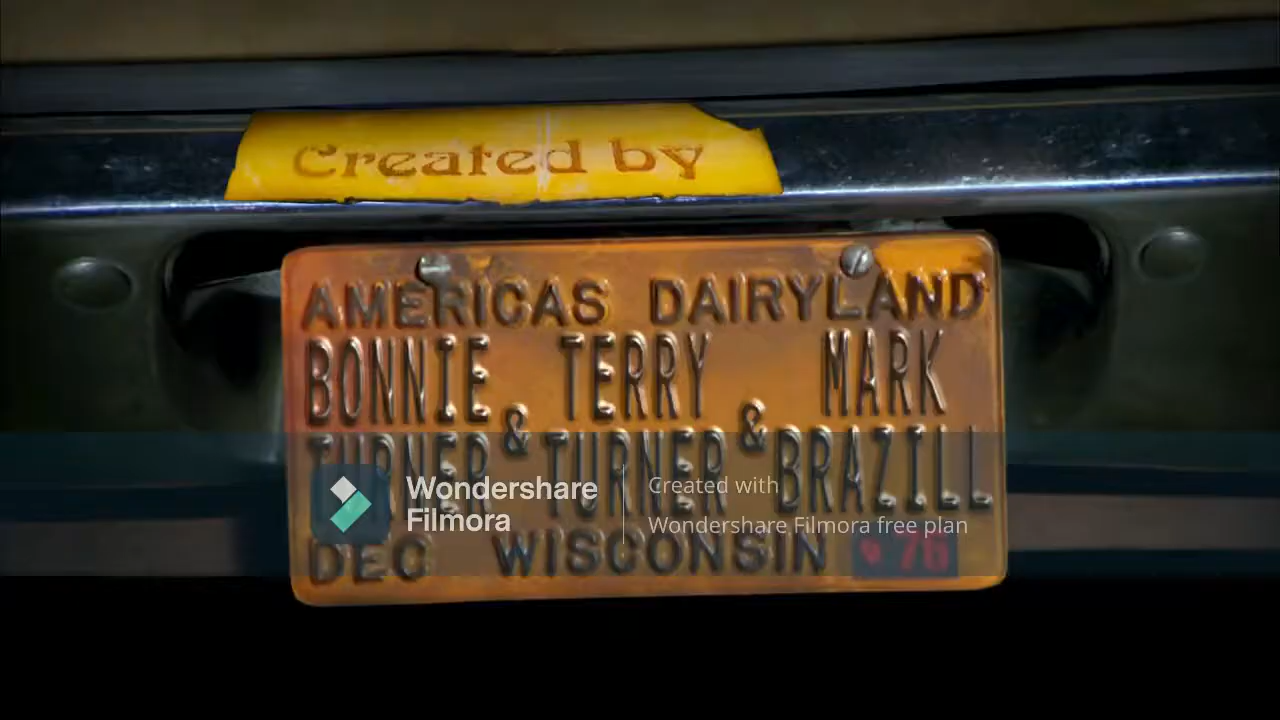 Created by
AMERICAS DAIRYLAND
BONNIE TERRY MARK
& &
TURNER TURNER BRAZILL
Wondershare
Filmora
Created with
Wondershare Filmora free plan
DEC WISCONSIN 76